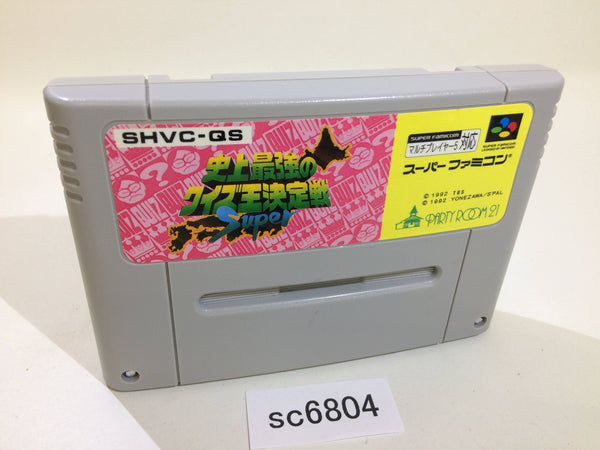 SHVC-QS
史上最強の
クイズ王決定戦
Super
SUPER FAMICOM
マルチプレイヤー5対応
スーパーファミコン
© 1992 TBS
© 1992 YONEZAWA/S'PAL
PARTY ROOM 21
sc6804